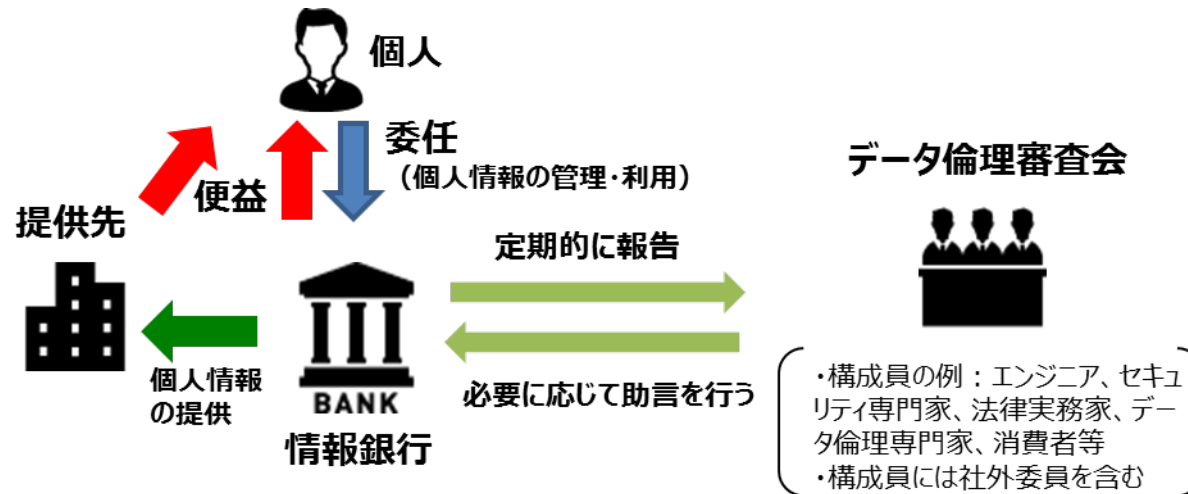 個人
委任
（個人情報の管理・利用）
便益
提供先
個人情報
の提供
BANK
情報銀行
定期的に報告
必要に応じて助言を行う
データ倫理審査会
・構成員の例：エンジニア、セキュ
リティ専門家、法律実務家、デー
タ倫理専門家、消費者等
・構成員には社外委員を含む